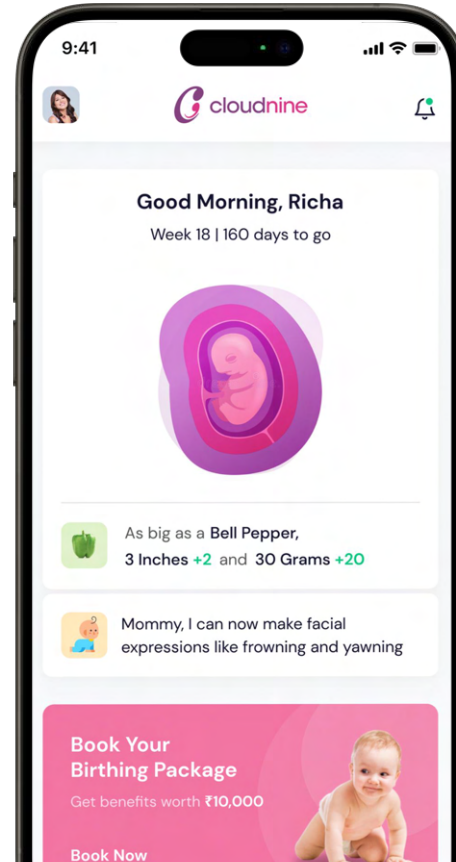 9:41
cloudnine
Good Morning, Richa
Week 18 | 160 days to go
As big as a Bell Pepper,
3 Inches +2 and 30 Grams +20
Mommy, I can now make facial
expressions like frowning and yawning
Book Your
Birthing Package
Get benefits worth ₹10,000
Book Now